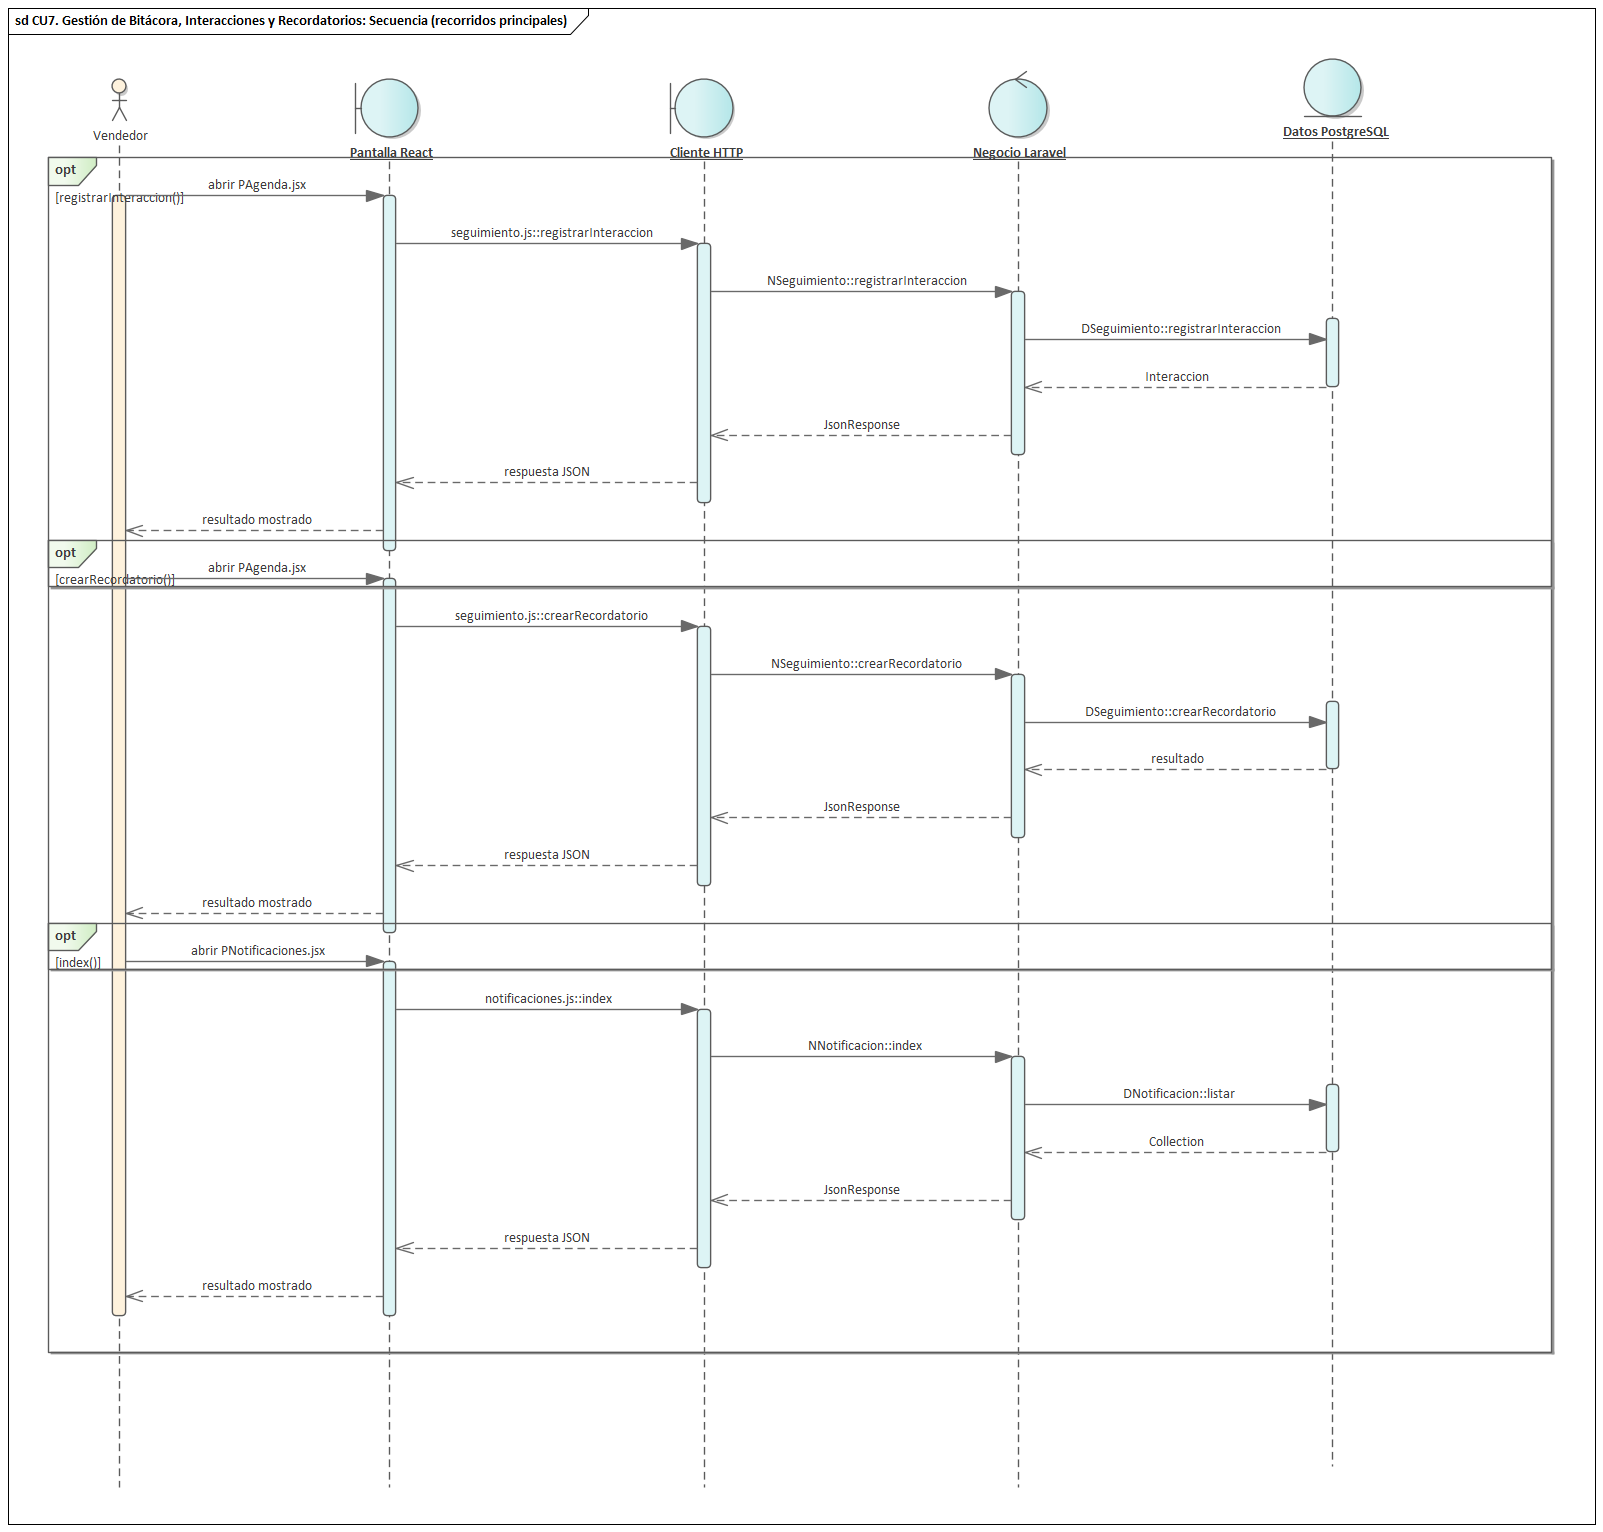 sd CU7. Gestión de Bitácora, Interacciones y Recordatorios: Secuencia (recorridos principales)
Vendedor
Pantalla React
Cliente HTTP
Negocio Laravel
Datos PostgreSQL
opt
[registrarInteraccion()]
abrir PAgenda.jsx
seguimiento.js::registrarInteraccion
NSeguimiento::registrarInteraccion
DSeguimiento::registrarInteraccion
Interaccion
JsonResponse
respuesta JSON
resultado mostrado
opt
[crearRecordatorio()]
abrir PAgenda.jsx
seguimiento.js::crearRecordatorio
NSeguimiento::crearRecordatorio
DSeguimiento::crearRecordatorio
resultado
JsonResponse
respuesta JSON
resultado mostrado
opt
[index()]
abrir PNotificaciones.jsx
notificaciones.js::index
NNotificacion::index
DNotificacion::listar
Collection
JsonResponse
respuesta JSON
resultado mostrado